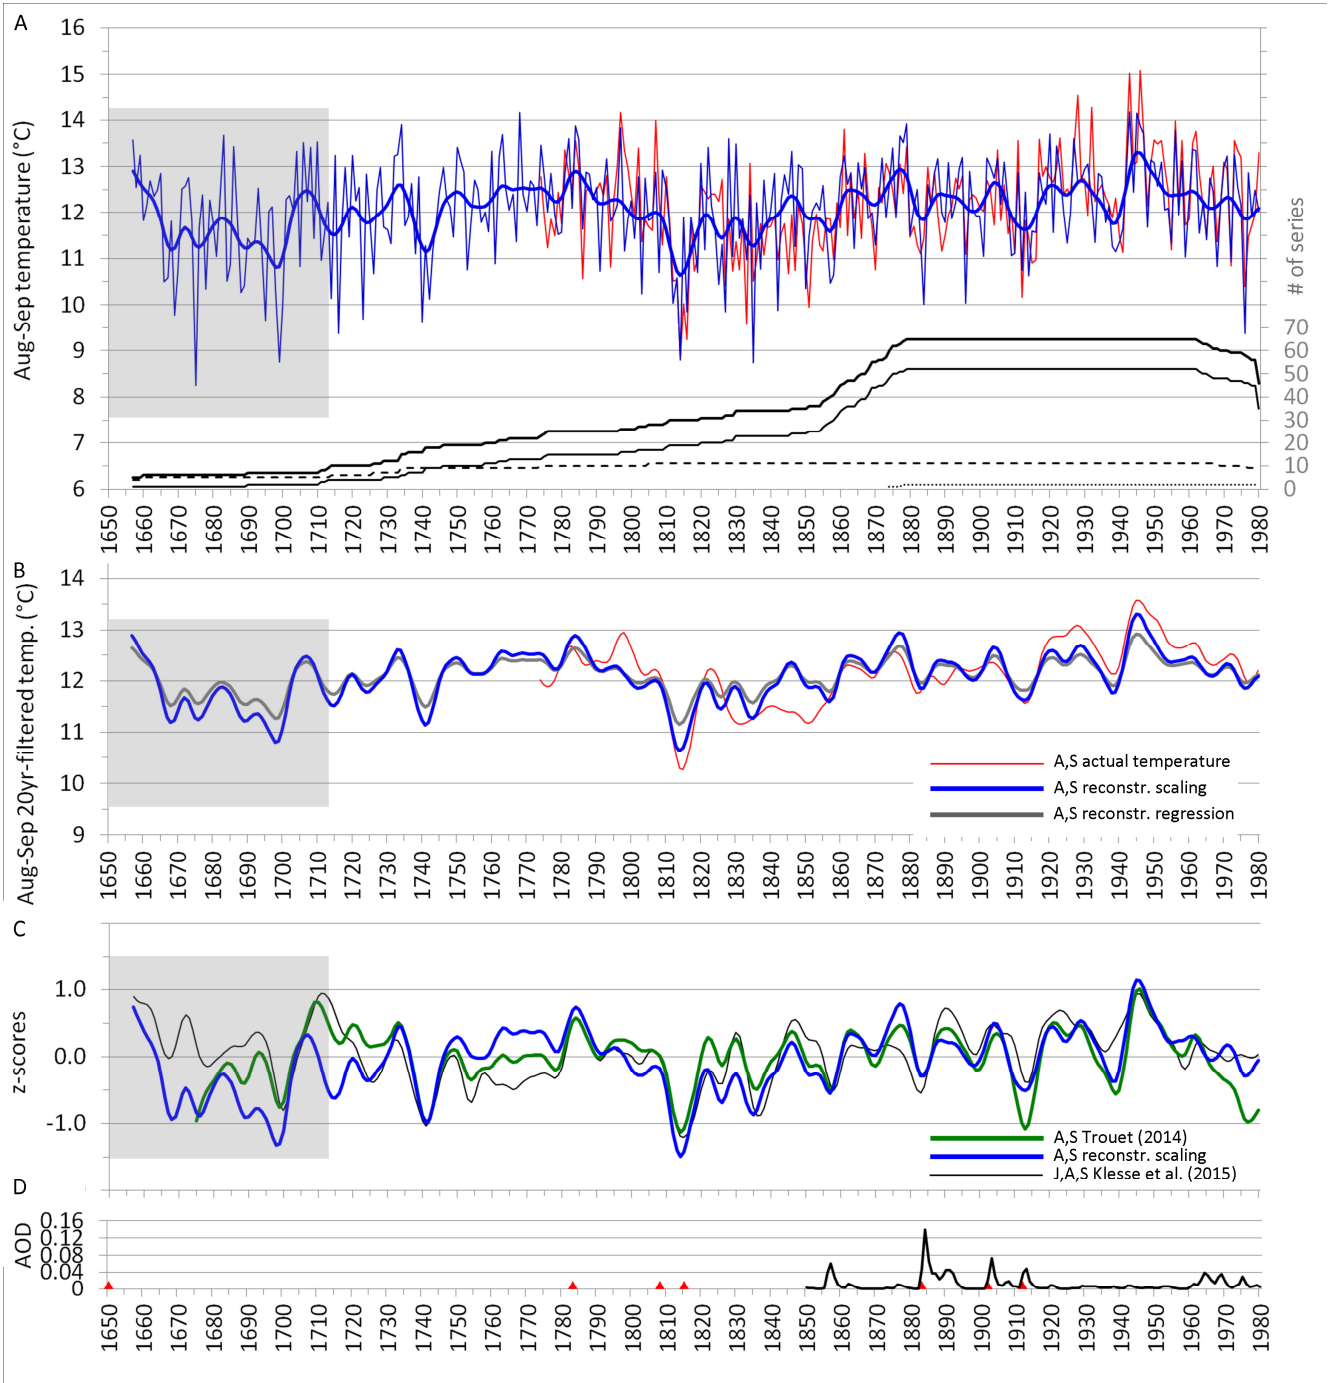 A
16
15
14
13
12
11
10
9
8
7
6
Aug-Sep temperature (°C)
# of series
70
60
50
40
30
20
10
0
1650 1660 1670 1680 1690 1700 1710 1720 1730 1740 1750 1760 1770 1780 1790 1800 1810 1820 1830 1840 1850 1860 1870 1880 1890 1900 1910 1920 1930 1940 1950 1960 1970 1980
B
14
13
12
11
10
9
Aug-Sep 20yr-filtered temp. (°C)
A,S actual temperature
A,S reconstr. scaling
A,S reconstr. regression
1650 1660 1670 1680 1690 1700 1710 1720 1730 1740 1750 1760 1770 1780 1790 1800 1810 1820 1830 1840 1850 1860 1870 1880 1890 1900 1910 1920 1930 1940 1950 1960 1970 1980
C
1.0
0.0
-1.0
z-scores
A,S Trouet (2014)
A,S reconstr. scaling
J,A,S Klesse et al. (2015)
D
0.16
0.12
0.08
0.04
0
AOD
1650 1660 1670 1680 1690 1700 1710 1720 1730 1740 1750 1760 1770 1780 1790 1800 1810 1820 1830 1840 1850 1860 1870 1880 1890 1900 1910 1920 1930 1940 1950 1960 1970 1980